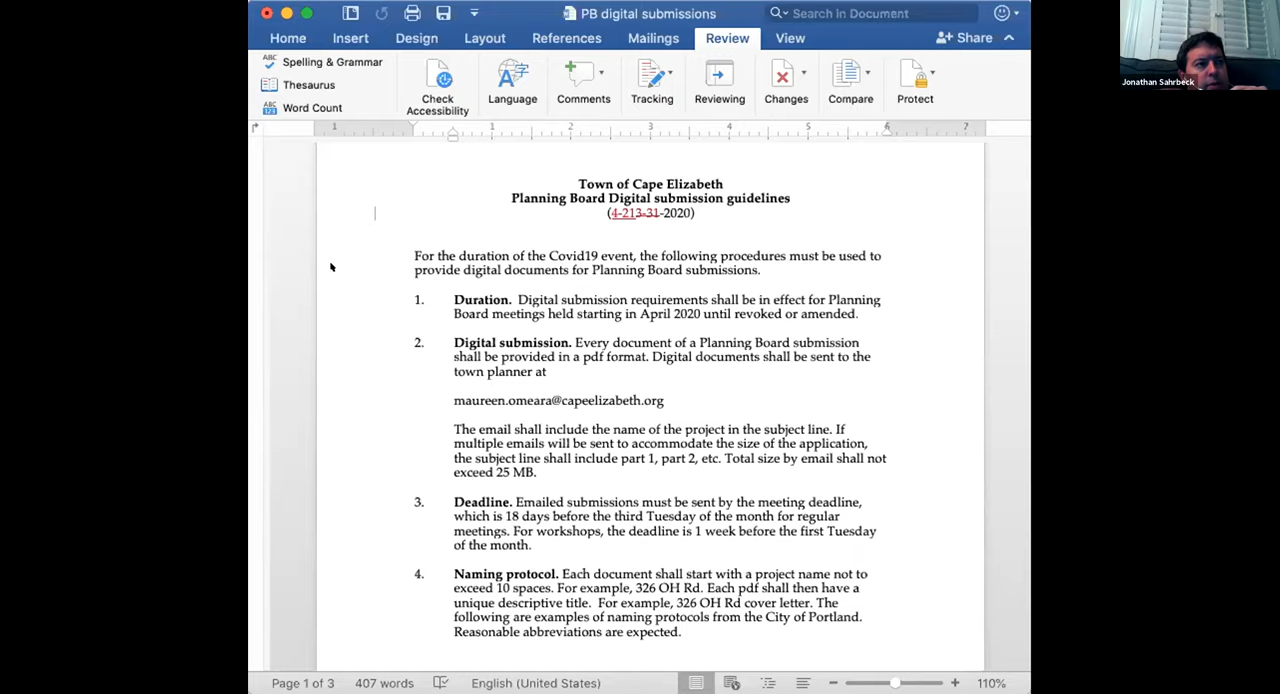 PB digital submissions
Search in Document
Home Insert Design Layout References Mailings Review View Share
ABC Spelling & Grammar
Thesaurus
ABC 123 Word Count
Check Accessibility
Language
Comments
Tracking
Reviewing
Changes
Compare
Protect
1 1 2 3 4 5 6 7
Town of Cape Elizabeth
Planning Board Digital submission guidelines
(4-213-31-2020)
For the duration of the Covid19 event, the following procedures must be used to
provide digital documents for Planning Board submissions.
1. Duration. Digital submission requirements shall be in effect for Planning
Board meetings held starting in April 2020 until revoked or amended.
2. Digital submission. Every document of a Planning Board submission
shall be provided in a pdf format. Digital documents shall be sent to the
town planner at
maureen.omeara@capeelizabeth.org
The email shall include the name of the project in the subject line. If
multiple emails will be sent to accommodate the size of the application,
the subject line shall include part 1, part 2, etc. Total size by email shall not
exceed 25 MB.
3. Deadline. Emailed submissions must be sent by the meeting deadline,
which is 18 days before the third Tuesday of the month for regular
meetings. For workshops, the deadline is 1 week before the first Tuesday
of the month.
4. Naming protocol. Each document shall start with a project name not to
exceed 10 spaces. For example, 326 OH Rd. Each pdf shall then have a
unique descriptive title. For example, 326 OH Rd cover letter. The
following are examples of naming protocols from the City of Portland.
Reasonable abbreviations are expected.
Page 1 of 3 407 words English (United States) 110%
Jonathan Sahrbeck